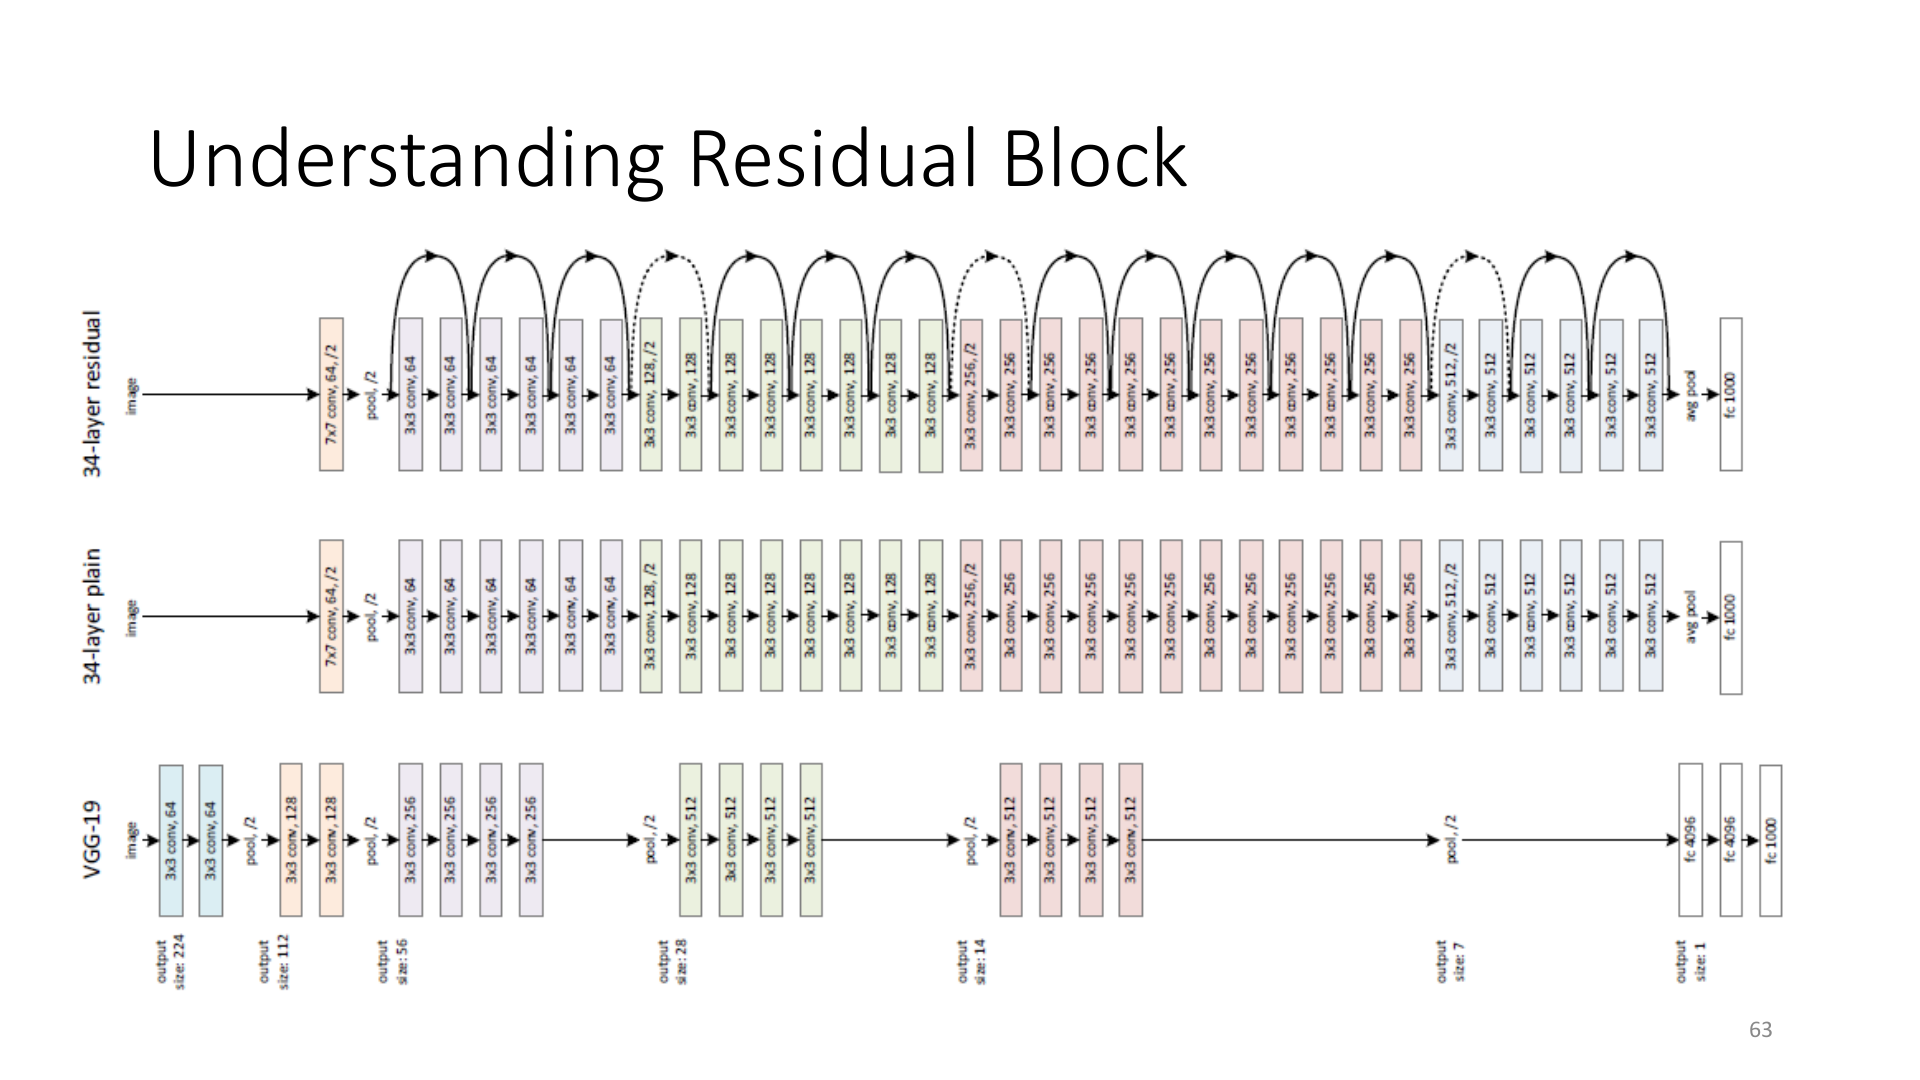 Understanding Residual Block
34-layer residual
image
7x7 conv, 64, /2
pool, /2
3x3 conv, 64
3x3 conv, 64
3x3 conv, 64
3x3 conv, 64
3x3 conv, 64
3x3 conv, 64
3x3 conv, 128, /2
3x3 conv, 128
3x3 conv, 128
3x3 conv, 128
3x3 conv, 128
3x3 conv, 128
3x3 conv, 128
3x3 conv, 128
3x3 conv, 256, /2
3x3 conv, 256
3x3 conv, 256
3x3 conv, 256
3x3 conv, 256
3x3 conv, 256
3x3 conv, 256
3x3 conv, 256
3x3 conv, 256
3x3 conv, 256
3x3 conv, 256
3x3 conv, 256
3x3 conv, 512, /2
3x3 conv, 512
3x3 conv, 512
3x3 conv, 512
3x3 conv, 512
3x3 conv, 512
avg pool
fc 1000
34-layer plain
image
7x7 conv, 64, /2
pool, /2
3x3 conv, 64
3x3 conv, 64
3x3 conv, 64
3x3 conv, 64
3x3 conv, 64
3x3 conv, 64
3x3 conv, 128, /2
3x3 conv, 128
3x3 conv, 128
3x3 conv, 128
3x3 conv, 128
3x3 conv, 128
3x3 conv, 128
3x3 conv, 128
3x3 conv, 256, /2
3x3 conv, 256
3x3 conv, 256
3x3 conv, 256
3x3 conv, 256
3x3 conv, 256
3x3 conv, 256
3x3 conv, 256
3x3 conv, 256
3x3 conv, 256
3x3 conv, 256
3x3 conv, 256
3x3 conv, 512, /2
3x3 conv, 512
3x3 conv, 512
3x3 conv, 512
3x3 conv, 512
3x3 conv, 512
avg pool
fc 1000
VGG-19
image
3x3 conv, 64
3x3 conv, 64
pool, /2
3x3 conv, 128
3x3 conv, 128
pool, /2
3x3 conv, 256
3x3 conv, 256
3x3 conv, 256
3x3 conv, 256
pool, /2
3x3 conv, 512
3x3 conv, 512
3x3 conv, 512
3x3 conv, 512
pool, /2
3x3 conv, 512
3x3 conv, 512
3x3 conv, 512
3x3 conv, 512
pool, /2
fc 4096
fc 4096
fc 1000
output
size: 224
output
size: 112
output
size: 56
output
size: 28
output
size: 14
output
size: 7
output
size: 1
63